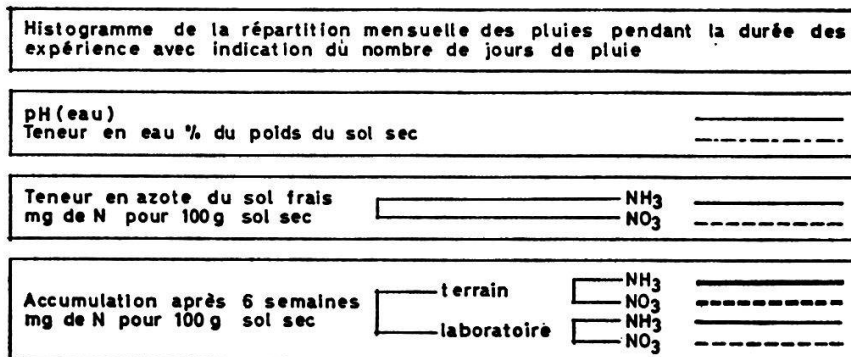 Histogramme de la répartition mensuelle des pluies pendant la durée des
expérience avec indication du nombre de jours de pluie
pH (eau)
Teneur en eau % du poids du sol sec
Teneur en azote du sol frais
mg de N pour 100 g sol sec
NH3
NO3
Accumulation après 6 semaines
mg de N pour 100 g sol sec
terrain
NH3
NO3
laboratoire
NH3
NO3